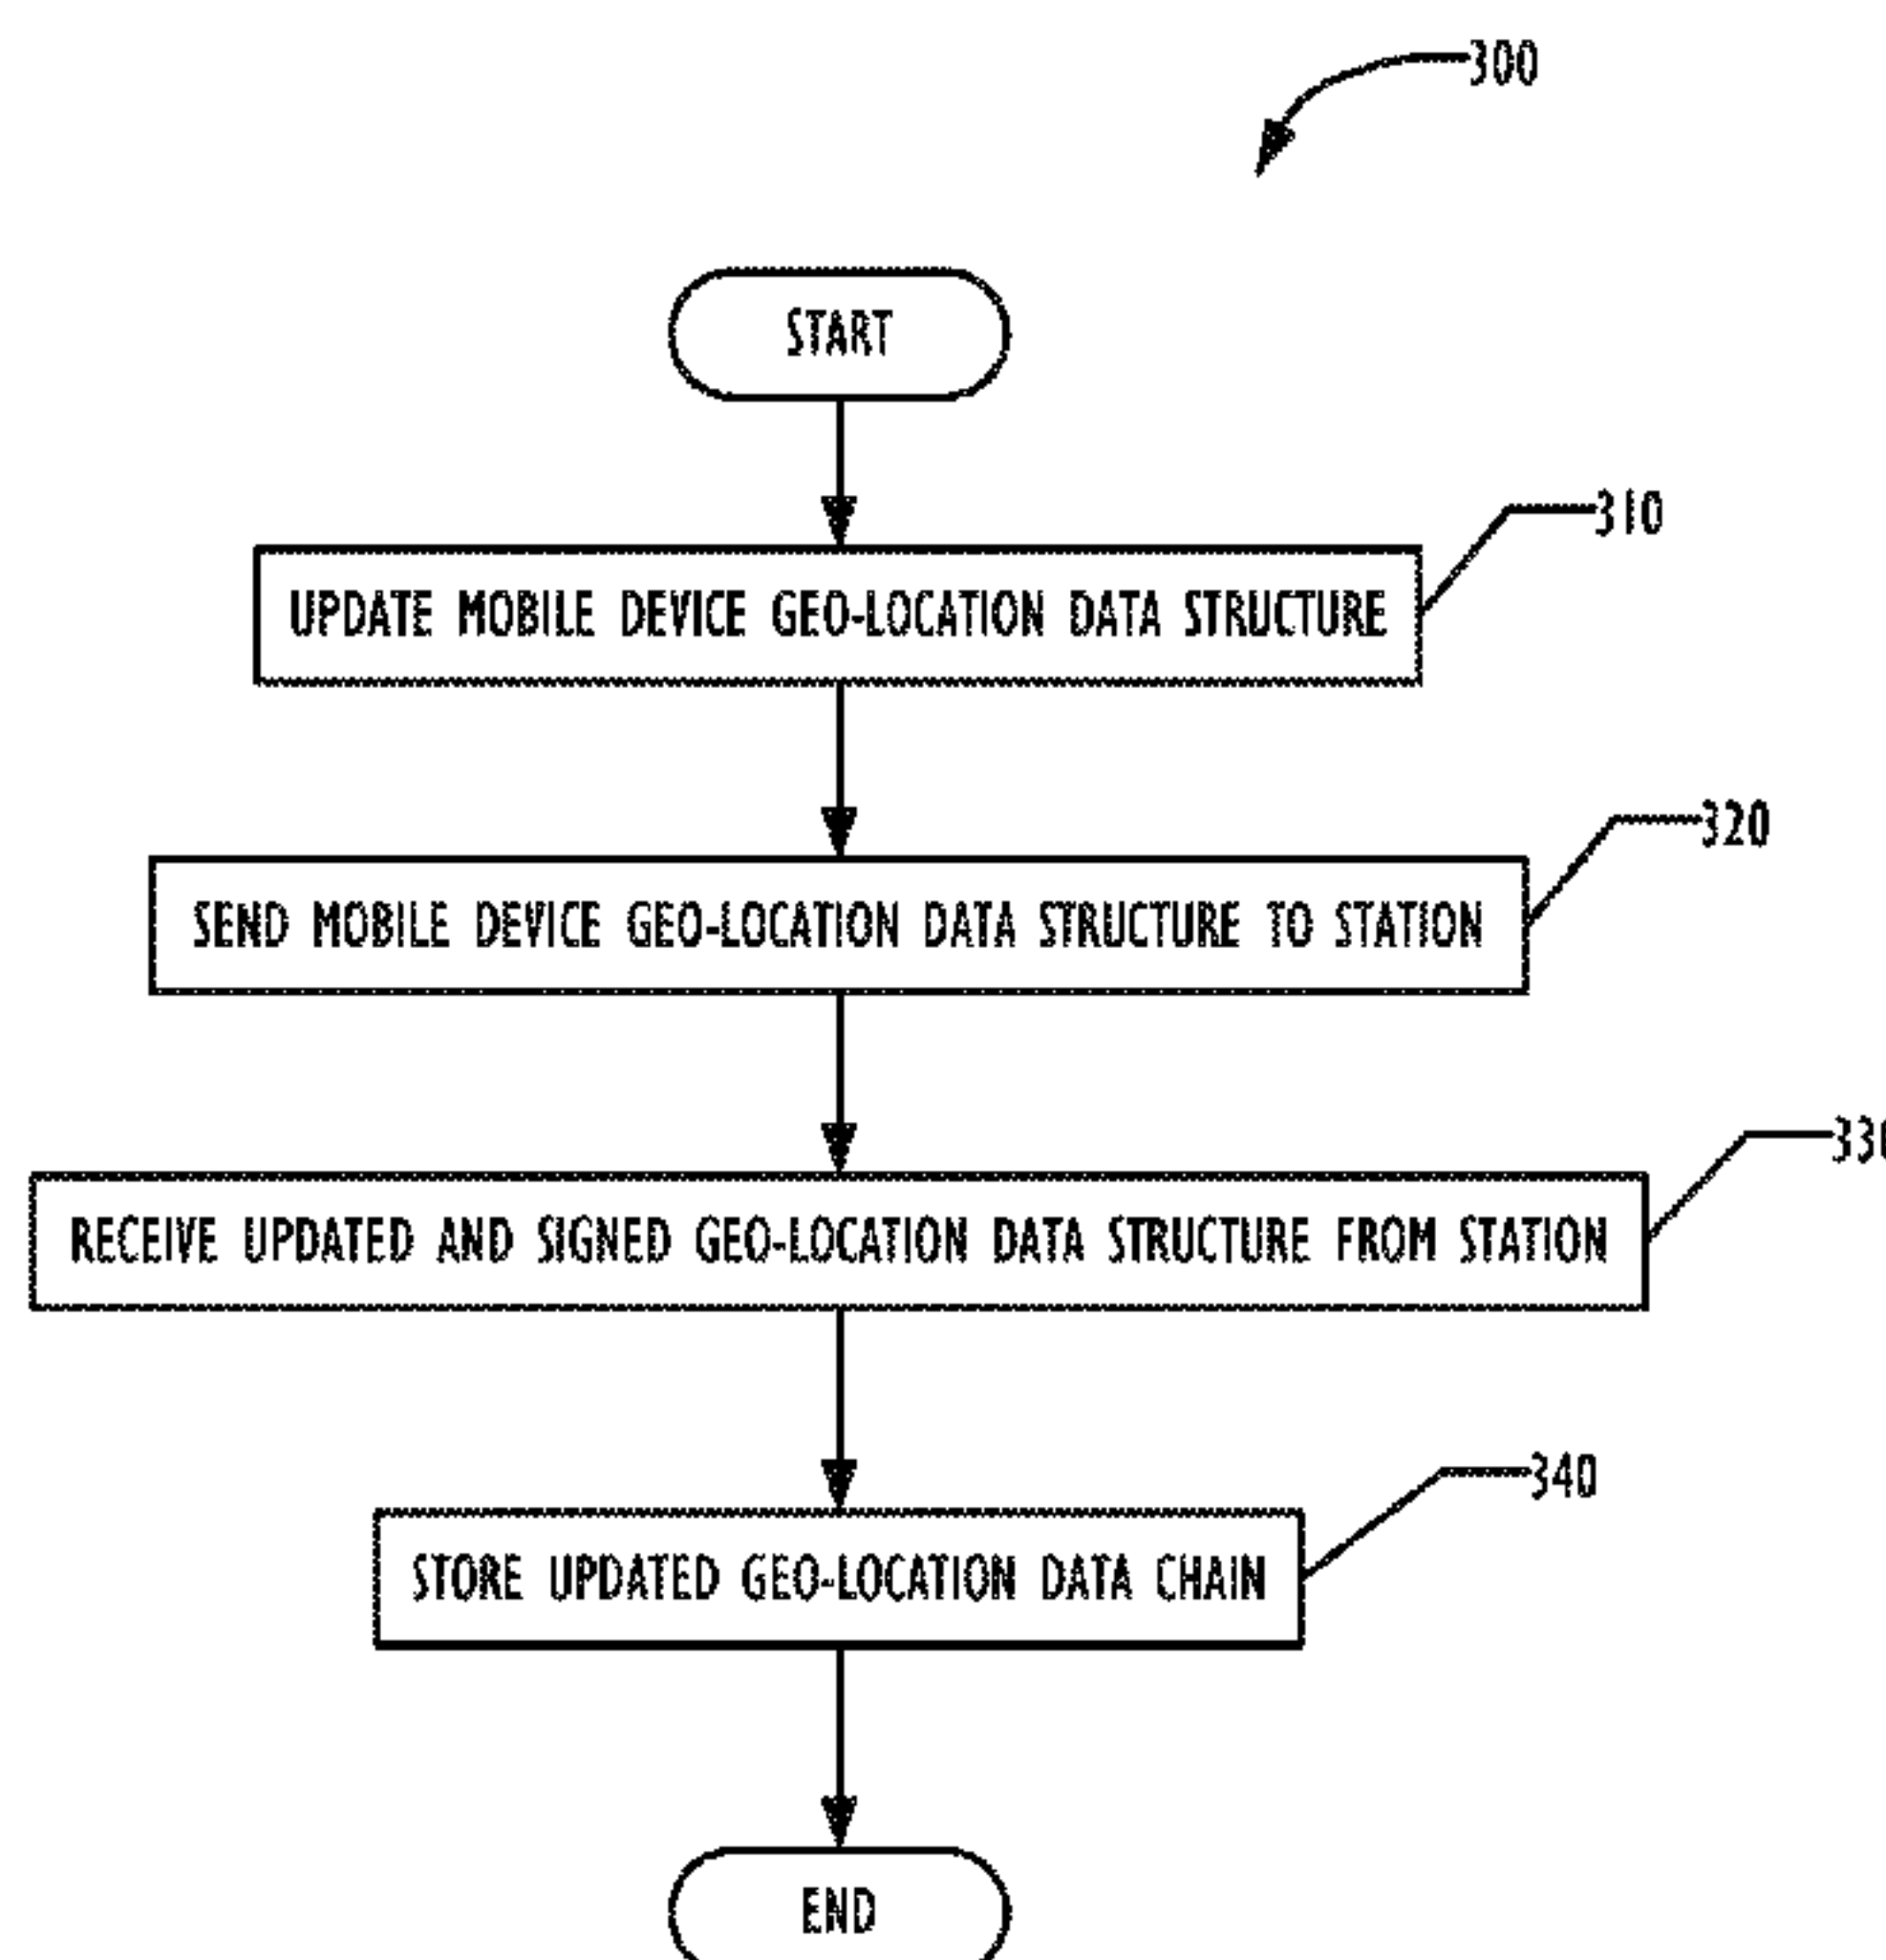 300
START
310
UPDATE MOBILE DEVICE GEO-LOCATION DATA STRUCTURE
320
SEND MOBILE DEVICE GEO-LOCATION DATA STRUCTURE TO STATION
330
RECEIVE UPDATED AND SIGNED GEO-LOCATION DATA STRUCTURE FROM STATION
340
STORE UPDATED GEO-LOCATION DATA CHAIN
END